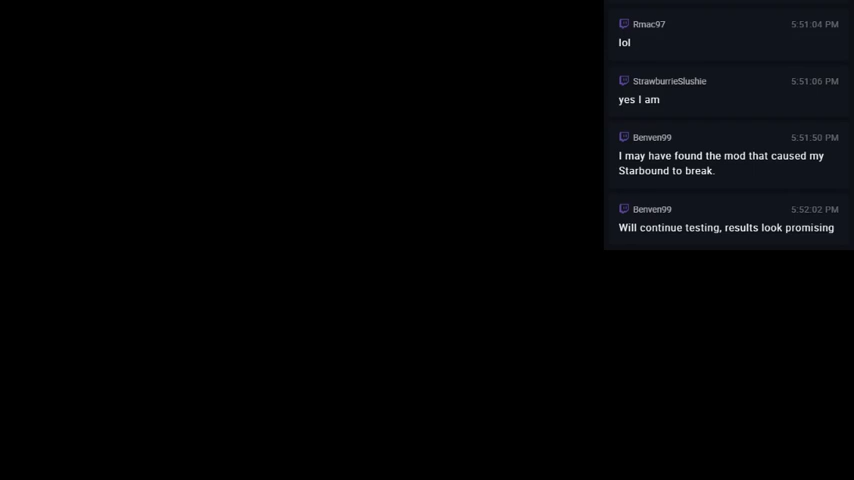 Rmac97 5:51:04 PM
lol
StrawburrieSlushie 5:51:06 PM
yes I am
Benven99 5:51:50 PM
I may have found the mod that caused my
Starbound to break.
Benven99 5:52:02 PM
Will continue testing, results look promising